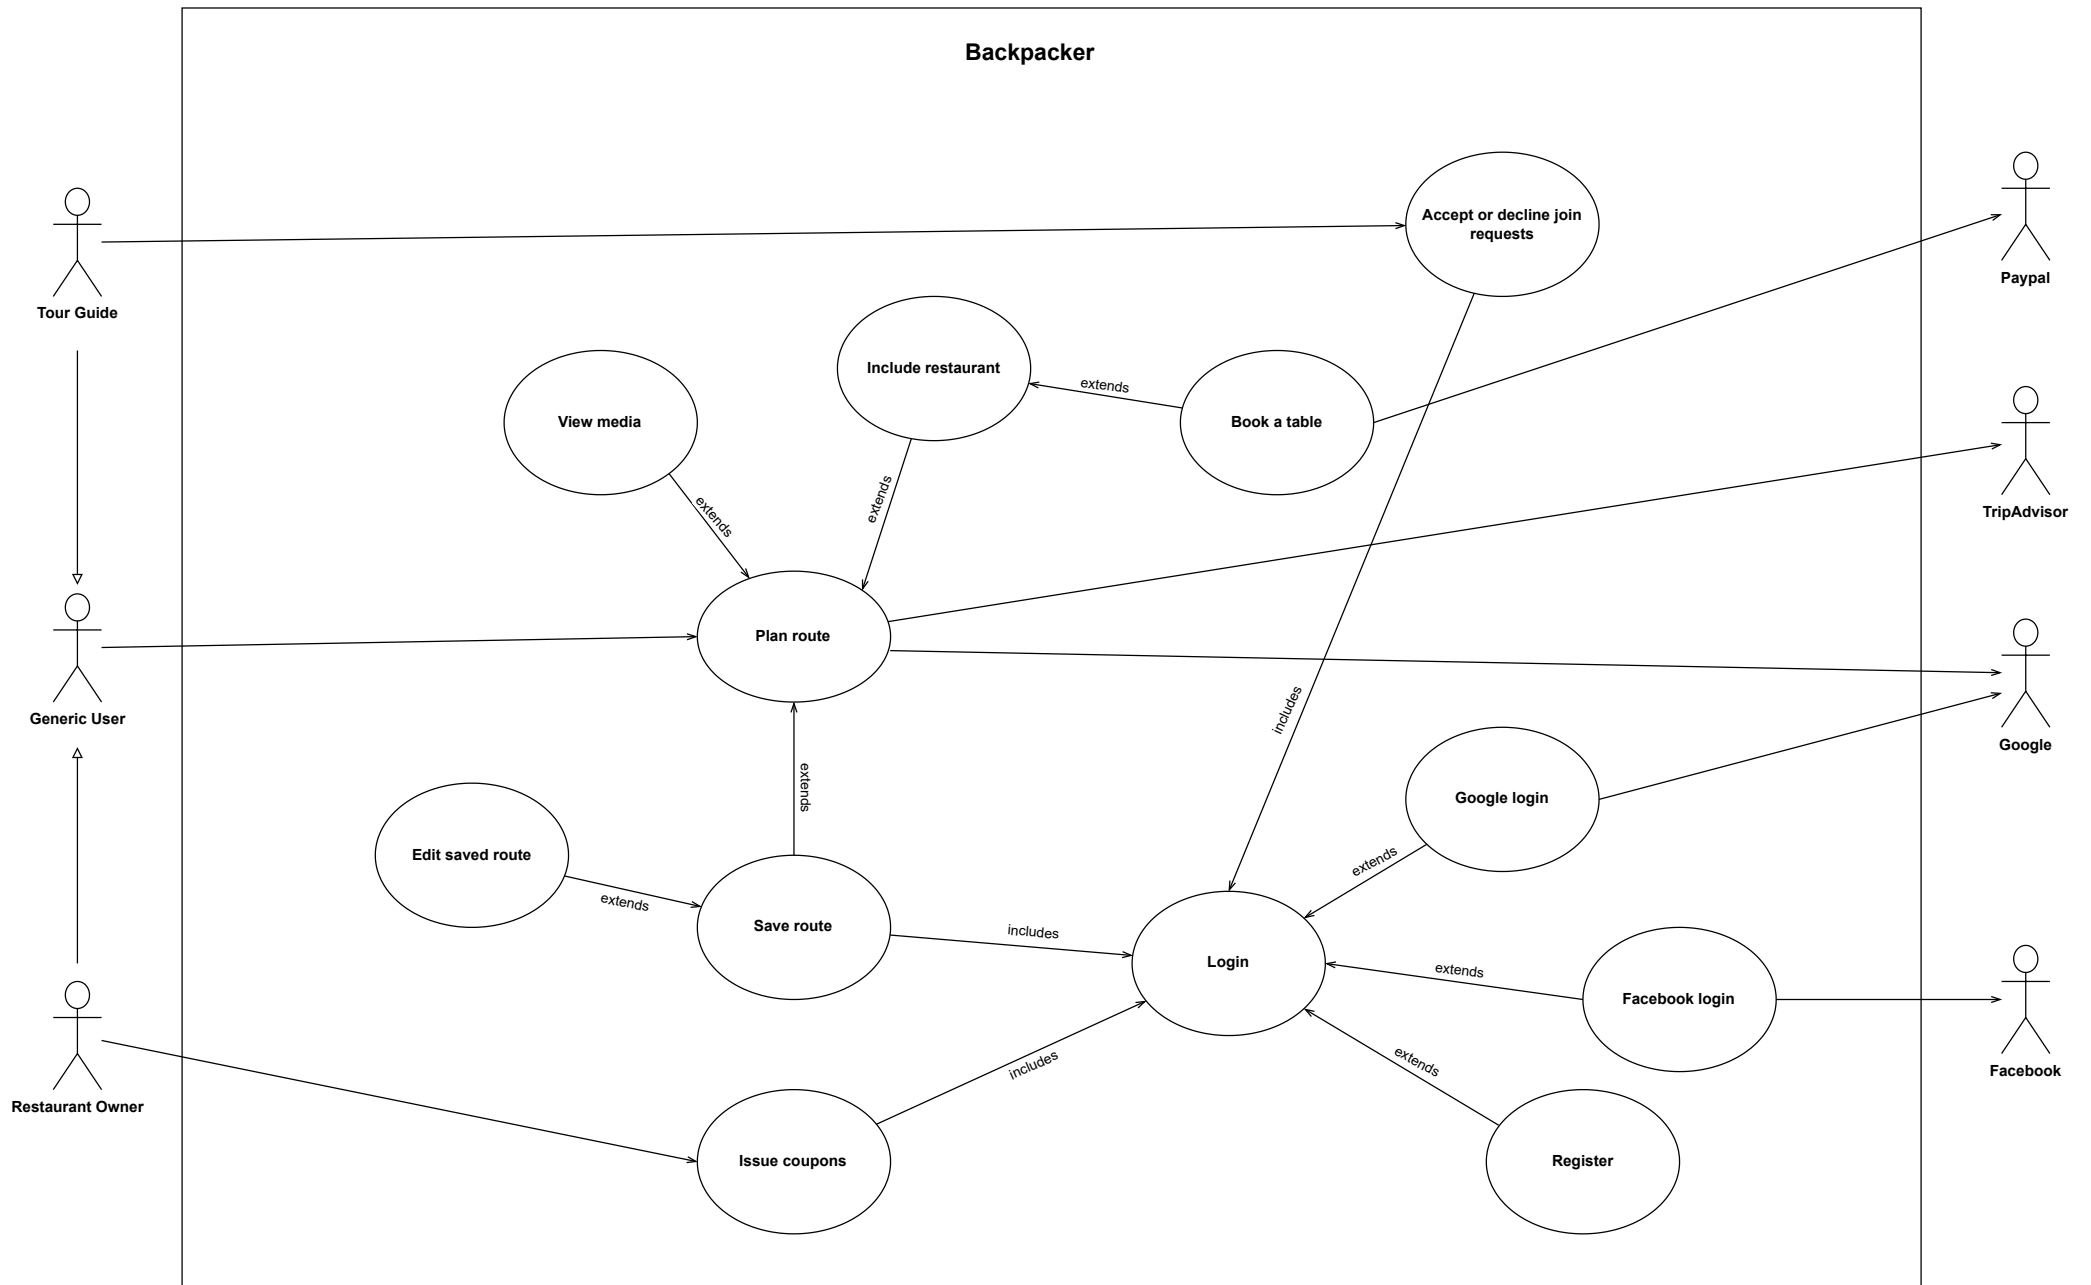 Backpacker
Accept or decline join
requests
Paypal
Tour Guide
Include restaurant
extends
View media
Book a table
extends
extends
TripAdvisor
Plan route
includes
Generic User
Google
extends
Google login
Edit saved route
extends
extends
Save route
includes
Login
extends
Facebook login
includes
extends
Facebook
Restaurant Owner
Issue coupons
Register